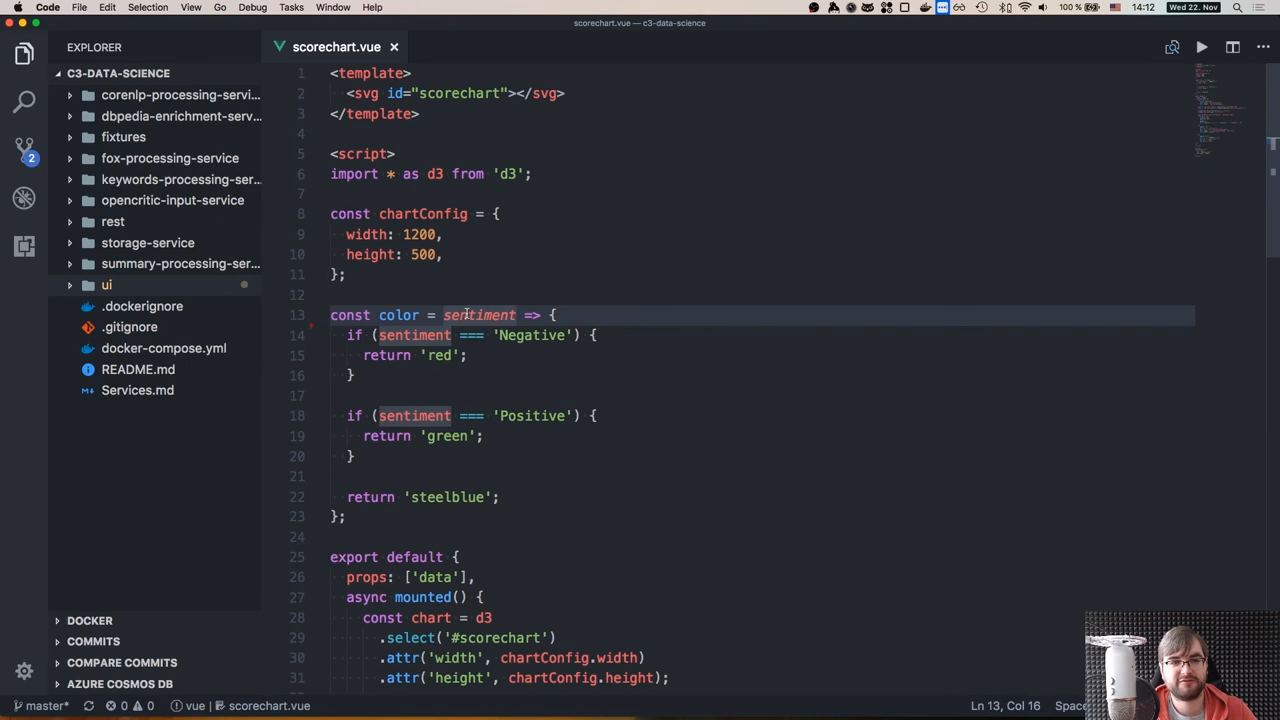 Code File Edit Selection View Go Debug Tasks Window Help 100 % 14:12 Wed 22. Nov
scorechart.vue — c3-data-science
EXPLORER
scorechart.vue
C3-DATA-SCIENCE
corenlp-processing-servi...
dbpedia-enrichment-serv...
fixtures
fox-processing-service
keywords-processing-ser...
opencritic-input-service
rest
storage-service
summary-processing-ser...
ui
.dockerignore
.gitignore
docker-compose.yml
README.md
Services.md
2
DOCKER
COMMITS
COMPARE COMMITS
AZURE COSMOS DB
1 <template>
2 <svg id="scorechart"></svg>
3 </template>
4
5 <script>
6 import * as d3 from 'd3';
7
8 const chartConfig = {
9 width: 1200,
10 height: 500,
11 };
12
13 const color = sentiment => {
14 if (sentiment === 'Negative') {
15 return 'red';
16 }
17
18 if (sentiment === 'Positive') {
19 return 'green';
20 }
21
22 return 'steelblue';
23 };
24
25 export default {
26 props: ['data'],
27 async mounted() {
28 const chart = d3
29 .select('#scorechart')
30 .attr('width', chartConfig.width)
31 .attr('height', chartConfig.height);
master* 0 0 vue scorechart.vue Ln 13, Col 16 Spac